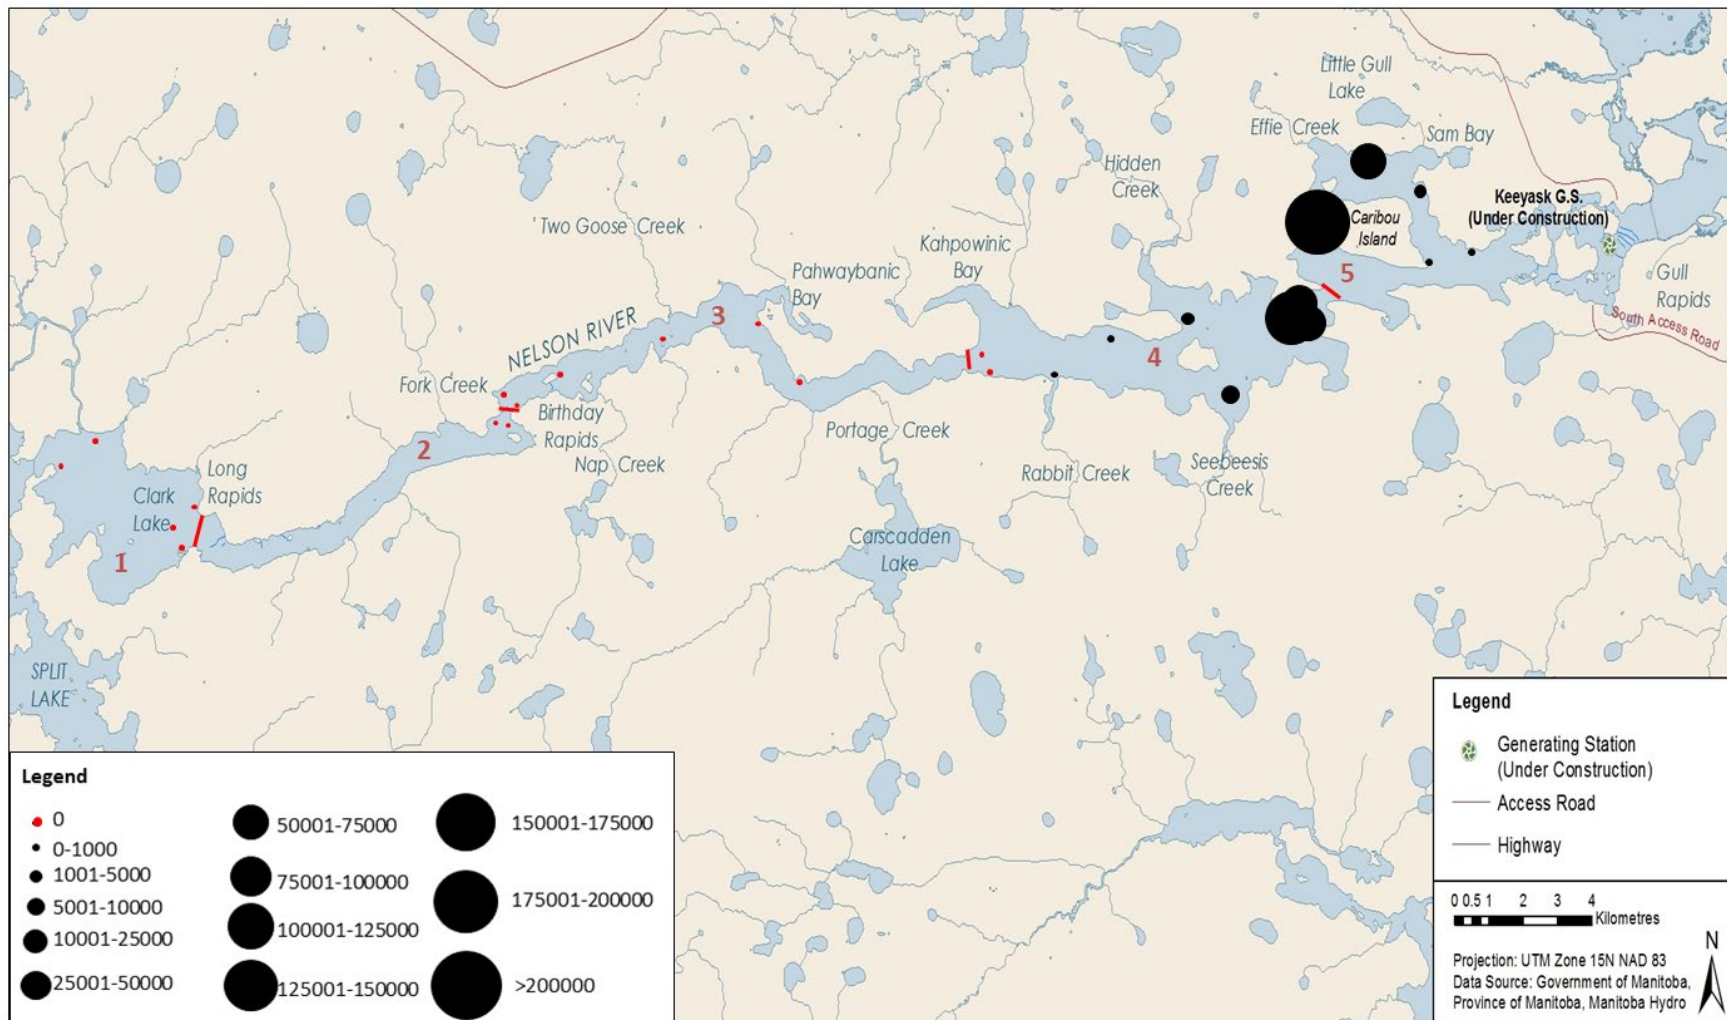 Little Gull
Lake
Effie Creek
Sam Bay
Hidden
Creek
Keeyask G.S.
(Under Construction)
Caribou
Island
' Two Goose Creek
Kahpowinic
Bay
Pahwaybanic
Bay
5
Gull
Rapids
South Access Road
3
NELSON RIVER
4
Fork Creek
Birthday
Rapids
2
Portage Creek
Nap Creek
Rabbit Creek
Seebeesis
Creek
Long
Rapids
Clark
Lake
1
Carscadden
Lake
SPLIT
LAKE
Legend
0
0-1000
1001-5000
5001-10000
10001-25000
25001-50000
50001-75000
75001-100000
100001-125000
125001-150000
150001-175000
175001-200000
>200000
Legend
Generating Station
(Under Construction)
Access Road
Highway
0 0.5 1 2 3 4
Kilometres
N
Projection: UTM Zone 15N NAD 83
Data Source: Government of Manitoba,
Province of Manitoba, Manitoba Hydro